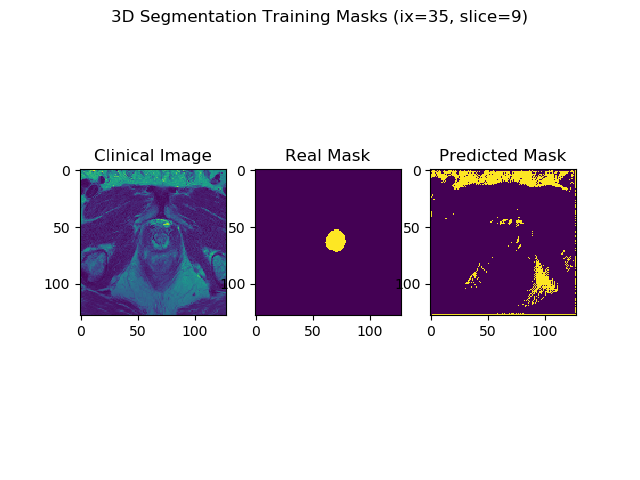 3D Segmentation Training Masks (ix=35, slice=9)
Clinical Image Real Mask Predicted Mask
0 0 0
50 50 50
100 100 100
0 50 100 0 50 100 0 50 100